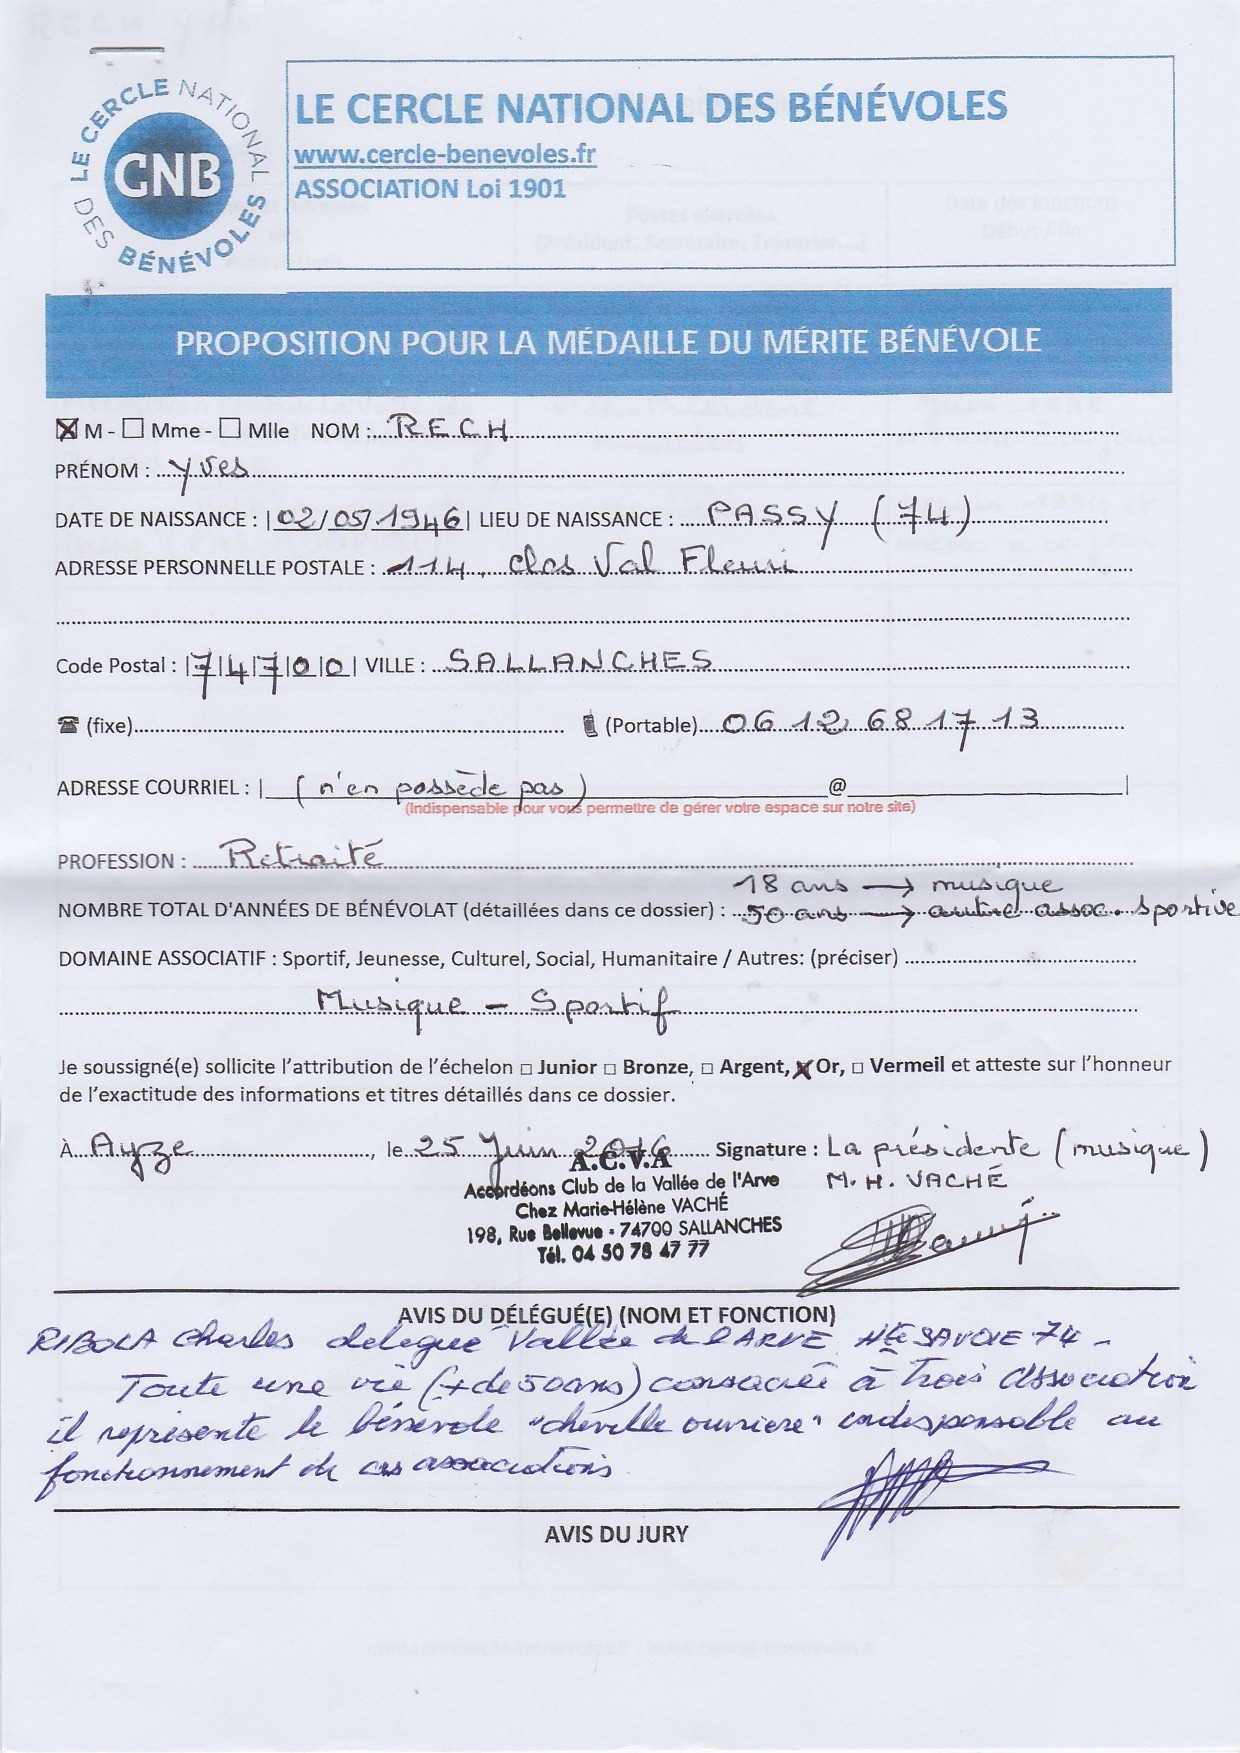 LE CERCLE NATIONAL DES BÉNÉVOLES
CNB
LE CERCLE NATIONAL DES BÉNÉVOLES
www.cercle-benevoles.fr
ASSOCIATION Loi 1901
PROPOSITION POUR LA MÉDAILLE DU MÉRITE BÉNÉVOLE
☒ M - ☐ Mme - ☐ Mlle NOM : RECH
PRÉNOM : Yves
DATE DE NAISSANCE : |02/05/1946| LIEU DE NAISSANCE : PASSY (74)
ADRESSE PERSONNELLE POSTALE : 114, clos Val Fleuri
Code Postal : |7|4|7|0|0| VILLE : SALLANCHES
☎ (fixe) (Portable) 06 12 68 17 13
ADRESSE COURRIEL : | (n'en possède pas) @ |
(Indispensable pour vous permettre de gérer votre espace sur notre site)
PROFESSION : Retraité
18 ans → musique
NOMBRE TOTAL D'ANNÉES DE BÉNÉVOLAT (détaillées dans ce dossier) : 50 ans → autre assoc. sportive
DOMAINE ASSOCIATIF : Sportif, Jeunesse, Culturel, Social, Humanitaire / Autres: (préciser)
Musique - Sportif
Je soussigné(e) sollicite l'attribution de l'échelon ☐ Junior ☐ Bronze, ☐ Argent, ☒ Or, ☐ Vermeil et atteste sur l'honneur
de l'exactitude des informations et titres détaillés dans ce dossier.
À Ayze, le 25 Juin 2016 Signature : La présidente (musique)
M. H. VACHÉ
A.C.V.A
Accordéons Club de la Vallée de l'Arve
Chez Marie-Hélène VACHÉ
198, Rue Bellevue - 74700 SALLANCHES
Tél. 04 50 78 47 77
AVIS DU DÉLÉGUÉ(E) (NOM ET FONCTION)
Charles délégué Vallée de l'ARVE Hte SAVOIE 74 -
Toute une vie (+ de 50 ans) consacrée à trois association
il représente le bénévole "cheville ouvrière" indispensable au
fonctionnement de ces associations
AVIS DU JURY